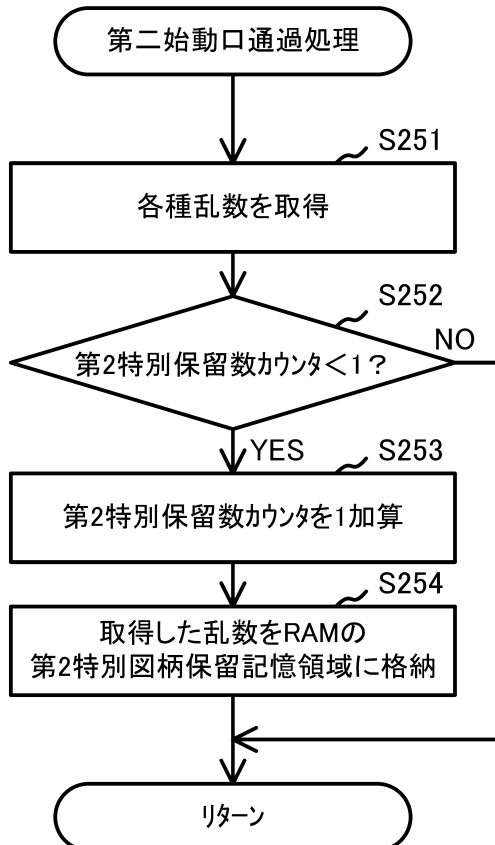 第二始動口通過処理
S251
各種乱数を取得
S252
第2特別保留数カウンタ＜1？
NO
YES
S253
第2特別保留数カウンタを1加算
S254
取得した乱数をRAMの
第2特別図柄保留記憶領域に格納
リターン